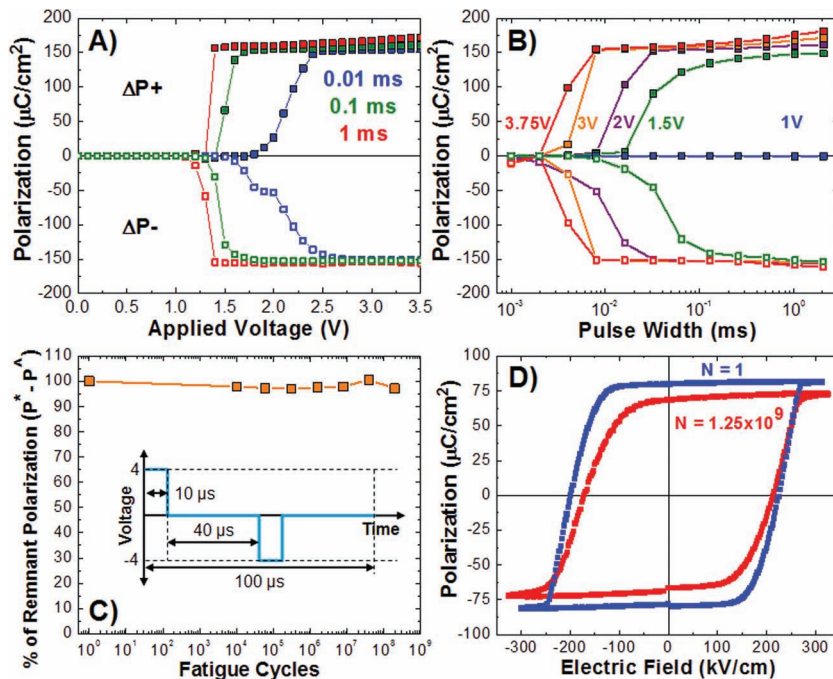 A)
Polarization (µC/cm²)
200
150
100
50
0
-50
-100
-150
-200
ΔP+
ΔP-
0.01 ms
0.1 ms
1 ms
0.0 0.5 1.0 1.5 2.0 2.5 3.0 3.5
Applied Voltage (V)
B)
Polarization (µC/cm²)
200
150
100
50
0
-50
-100
-150
-200
3.75V 3V 2V 1.5V 1V
10⁻³ 10⁻² 10⁻¹ 10⁰
Pulse Width (ms)
C)
% of Remnant Polarization (P* - P^)
110
100
90
80
70
60
50
40
30
20
10
0
Voltage
4
-4
10 µs
40 µs
100 µs
Time
10⁰ 10¹ 10² 10³ 10⁴ 10⁵ 10⁶ 10⁷ 10⁸ 10⁹
Fatigue Cycles
D)
Polarization (µC/cm²)
100
75
50
25
0
-25
-50
-75
-100
N = 1
N = 1.25x10⁹
-300 -200 -100 0 100 200 300
Electric Field (kV/cm)